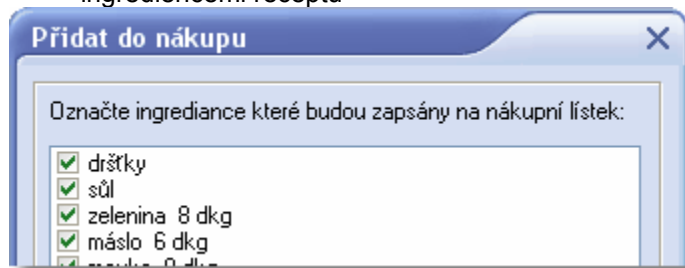 Přidat do nákupu
Označte ingrediance které budou zapsány na nákupní lístek:
dršťky
sůl
zelenina 8 dkg
máslo 6 dkg